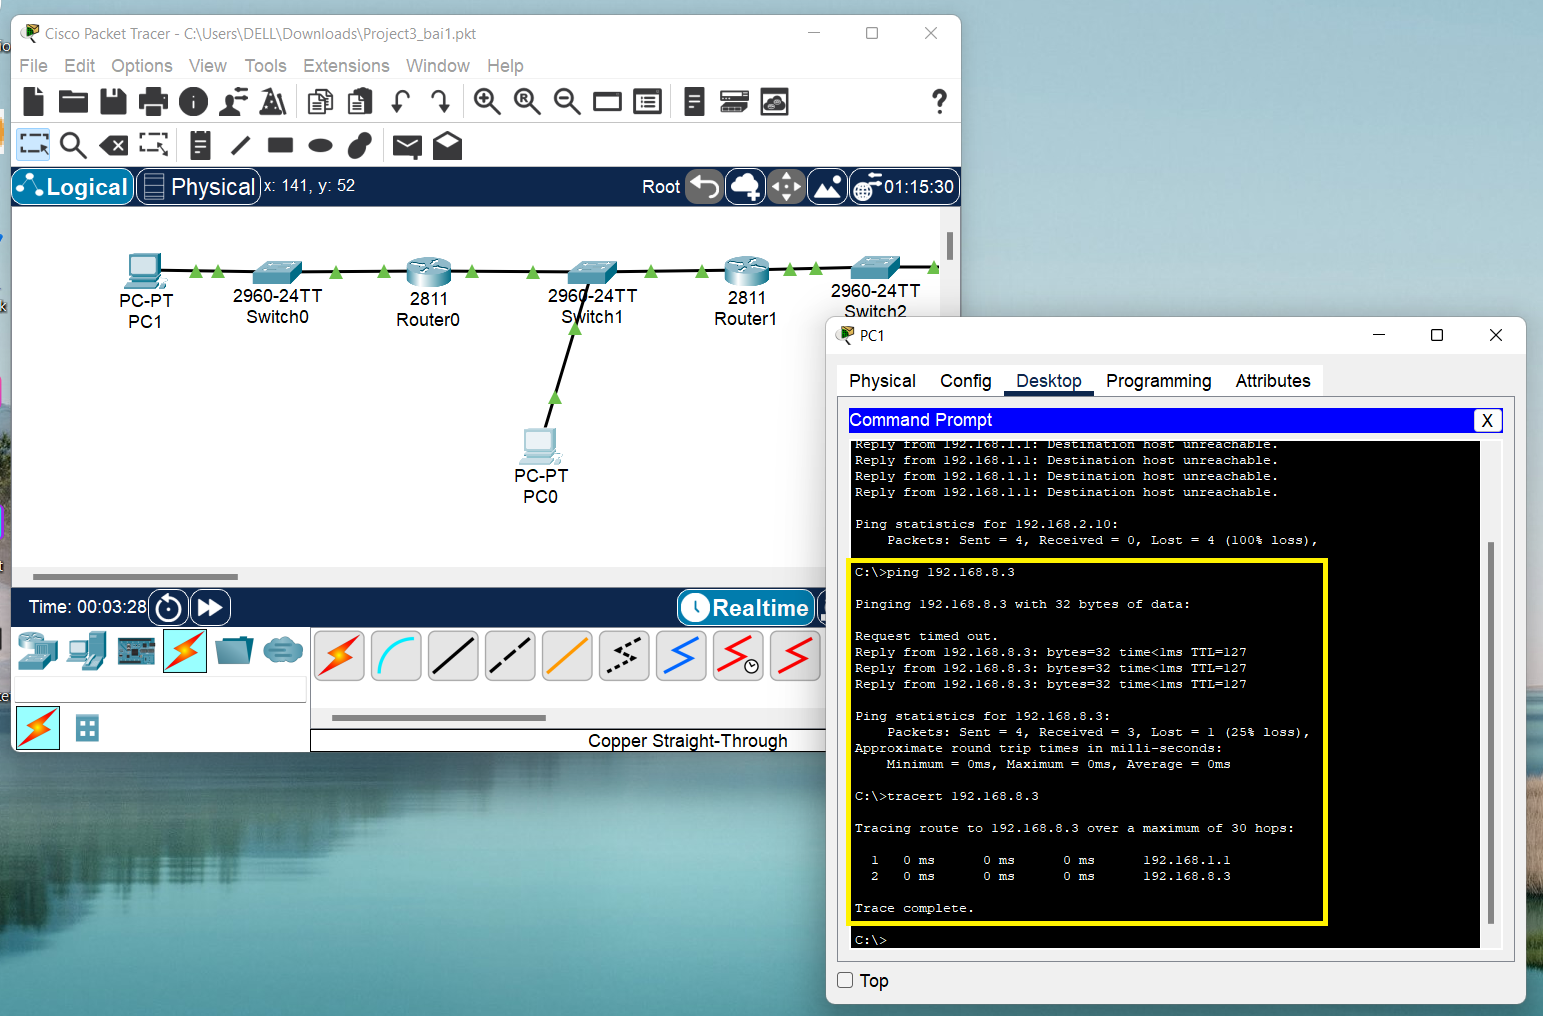 Cisco Packet Tracer - C:\Users\DELL\Downloads\Project3_bai1.pkt
File Edit Options View Tools Extensions Window Help
Logical Physical x: 141, y: 52 Root 01:15:30
PC-PT
PC1
2960-24TT
Switch0
2811
Router0
2960-24TT
Switch1
2811
Router1
2960-24TT
Switch2
PC-PT
PC0
Time: 00:03:28 Realtime
Copper Straight-Through
PC1
Physical Config Desktop Programming Attributes
Command Prompt X
Reply from 192.168.1.1: Destination host unreachable.
Reply from 192.168.1.1: Destination host unreachable.
Reply from 192.168.1.1: Destination host unreachable.
Reply from 192.168.1.1: Destination host unreachable.
Ping statistics for 192.168.2.10:
Packets: Sent = 4, Received = 0, Lost = 4 (100% loss),
C:\>ping 192.168.8.3
Pinging 192.168.8.3 with 32 bytes of data:
Request timed out.
Reply from 192.168.8.3: bytes=32 time<1ms TTL=127
Reply from 192.168.8.3: bytes=32 time<1ms TTL=127
Reply from 192.168.8.3: bytes=32 time<1ms TTL=127
Ping statistics for 192.168.8.3:
Packets: Sent = 4, Received = 3, Lost = 1 (25% loss),
Approximate round trip times in milli-seconds:
Minimum = 0ms, Maximum = 0ms, Average = 0ms
C:\>tracert 192.168.8.3
Tracing route to 192.168.8.3 over a maximum of 30 hops:
1 0 ms 0 ms 0 ms 192.168.1.1
2 0 ms 0 ms 0 ms 192.168.8.3
Trace complete.
C:\>
Top